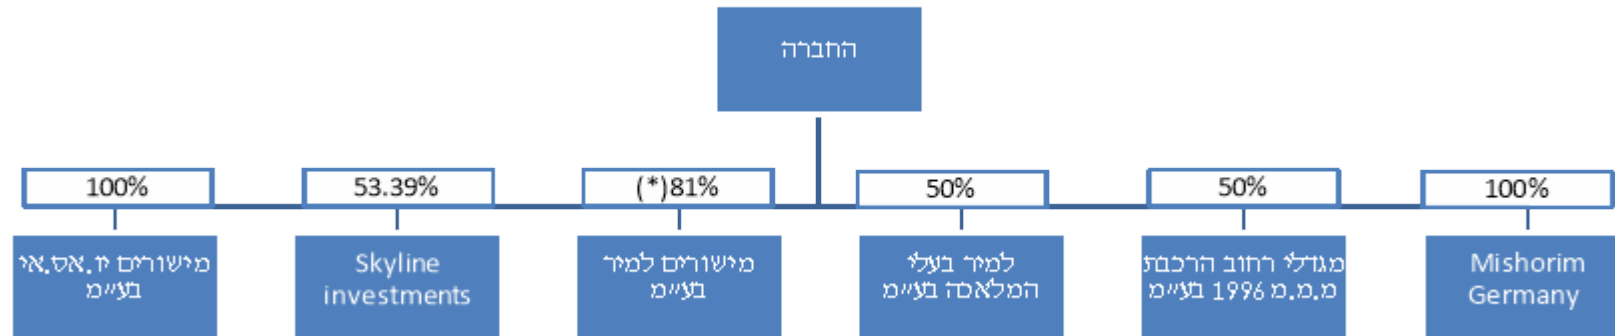 החברה
100%
53.39%
(*)81%
50%
50%
100%
מישורים יו.אס.אי
בע״מ
Skyline
investments
מישורים למיר
בע״מ
למיר בעלי
המלאכה בע״מ
מגדלי רחוב הרכבת
מ.מ.מ 1996 בע״מ
Mishorim
Germany